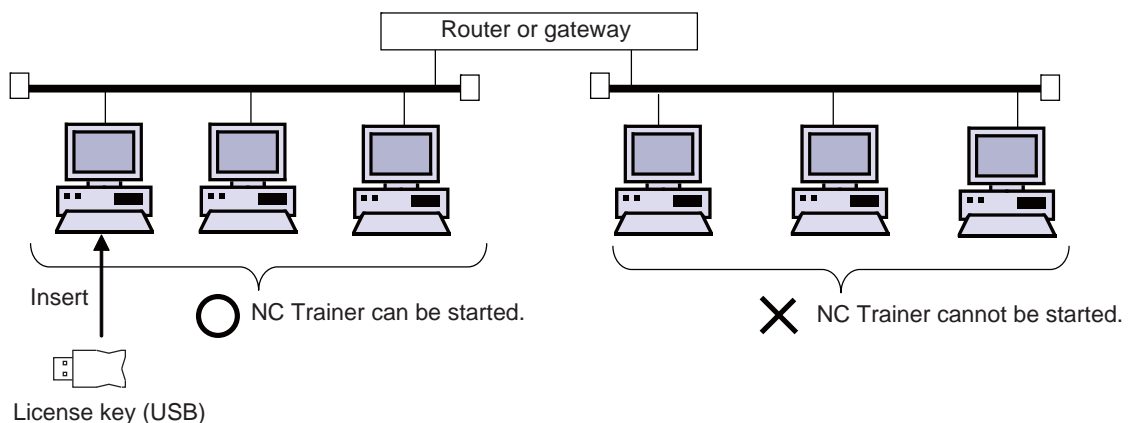 Router or gateway
Insert
NC Trainer can be started.
NC Trainer cannot be started.
License key (USB)